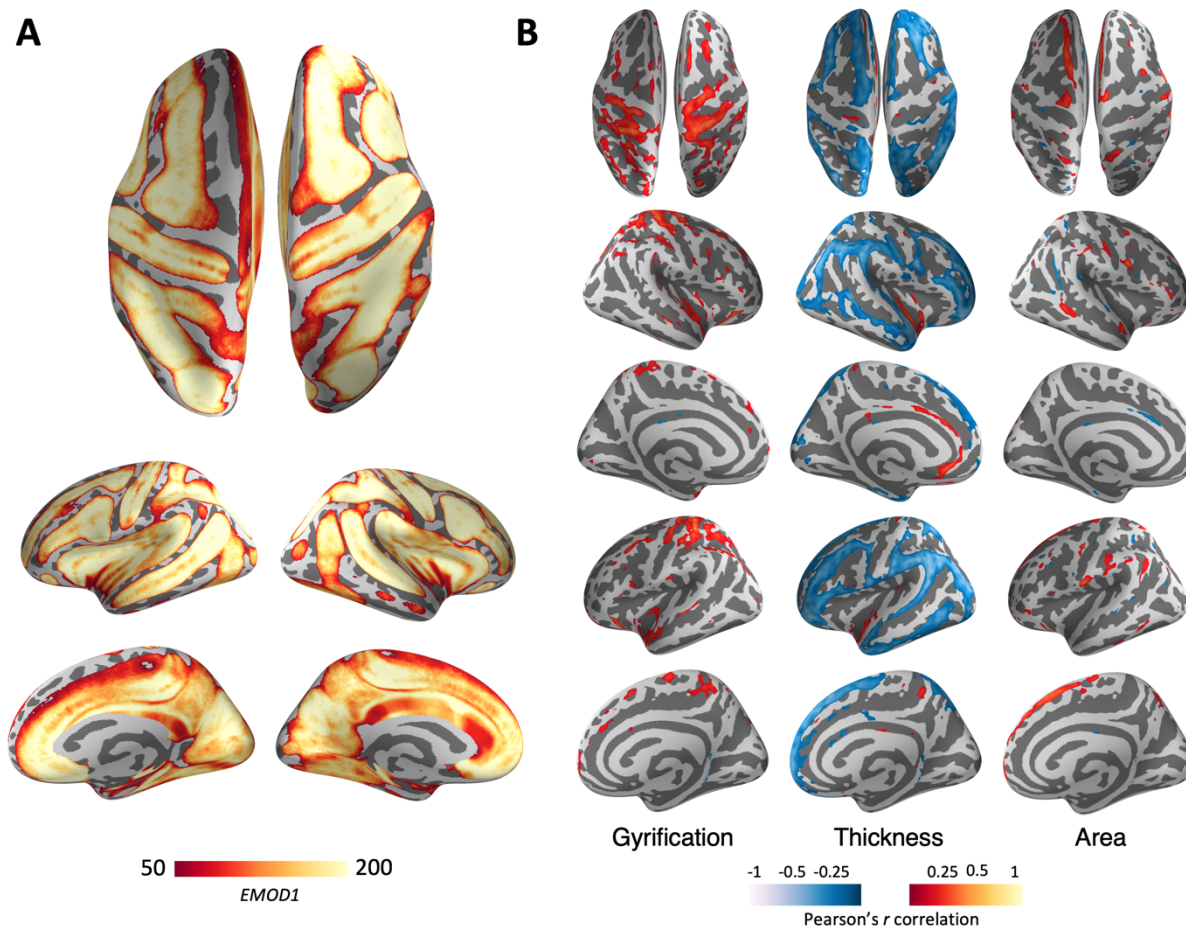 A
B
50 200
EMOD1
Gyrification Thickness Area
-1 -0.5 -0.25 0.25 0.5 1
Pearson's r correlation